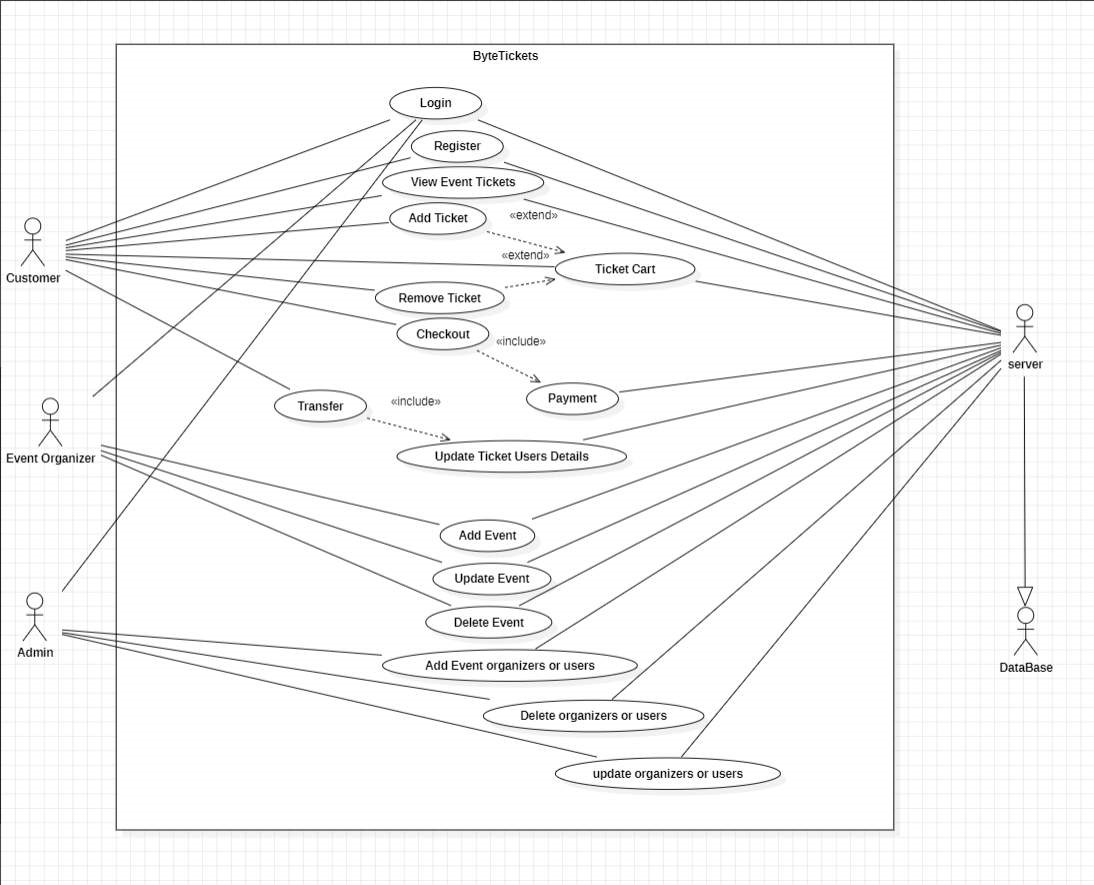 ByteTickets
Login
Register
View Event Tickets
Add Ticket
«extend»
«extend»
Ticket Cart
Customer
Remove Ticket
Checkout
«include»
server
Payment
Transfer
«include»
Event Organizer
Update Ticket Users Details
Add Event
Update Event
Delete Event
Admin
Add Event organizers or users
DataBase
Delete organizers or users
update organizers or users